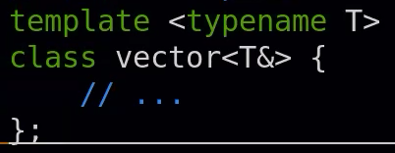 template <typename T>
class vector<T&> {
    // ...
};